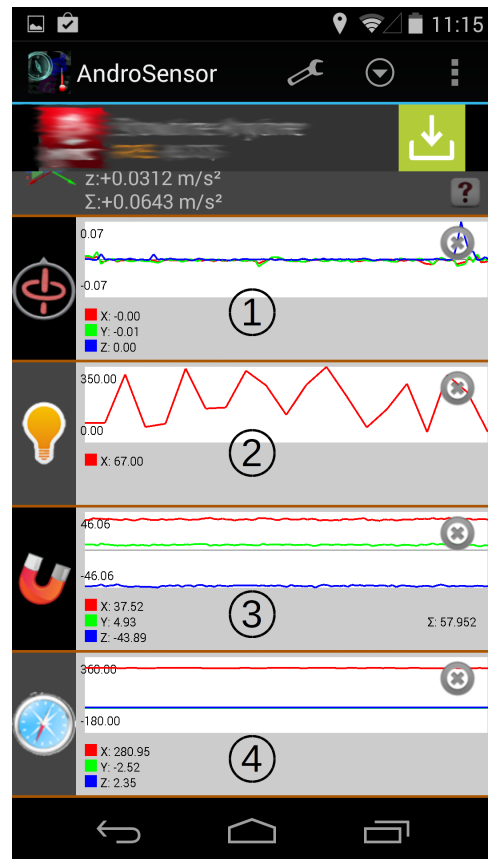 11:15
AndroSensor
z:+0.0312 m/s²
Σ:+0.0643 m/s²
?
0.07
-0.07
X: -0.00
Y: -0.01
Z: 0.00
1
350.00
0.00
X: 67.00
2
46.06
-46.06
X: 37.52
Y: 4.93
Z: -43.89
3
Σ: 57.952
360.00
-180.00
X: 280.95
Y: -2.52
Z: 2.35
4